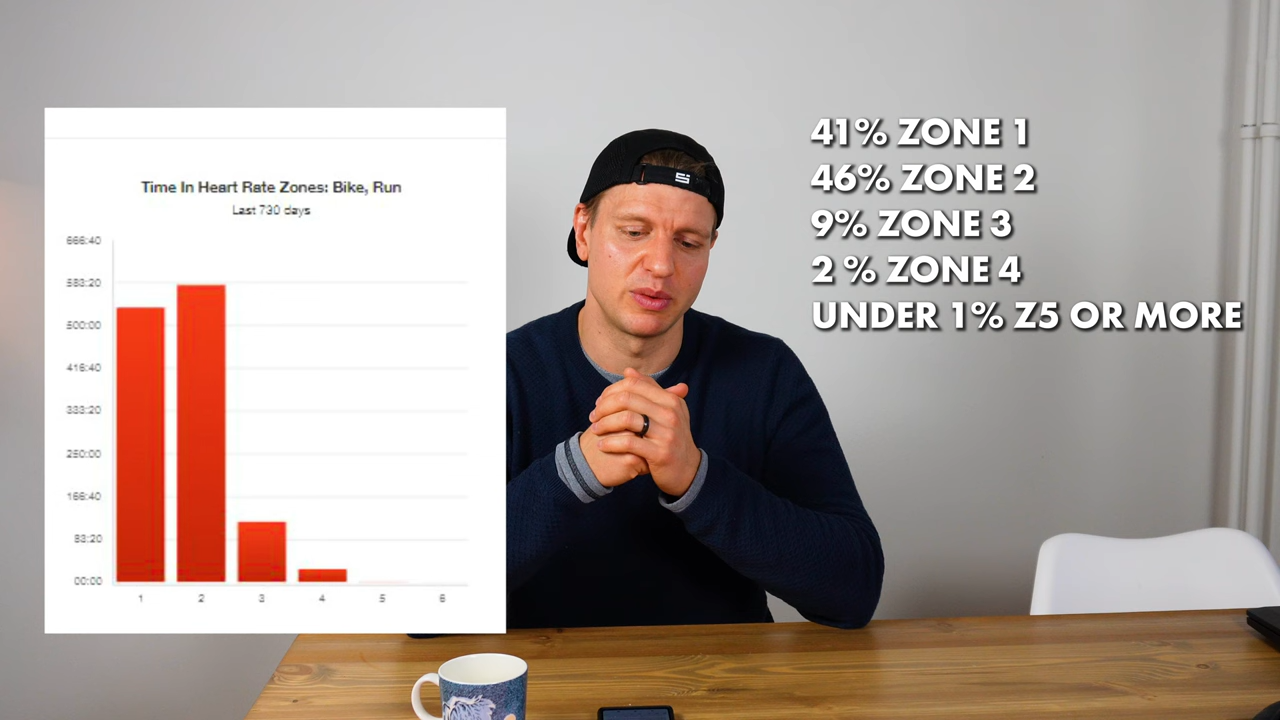 Time In Heart Rate Zones: Bike, Run
Last 730 days
666:40
583:20
500:00
416:40
333:20
250:00
166:40
83:20
00:00
1 2 3 4 5 6
41% ZONE 1
46% ZONE 2
9% ZONE 3
2 % ZONE 4
UNDER 1% Z5 OR MORE